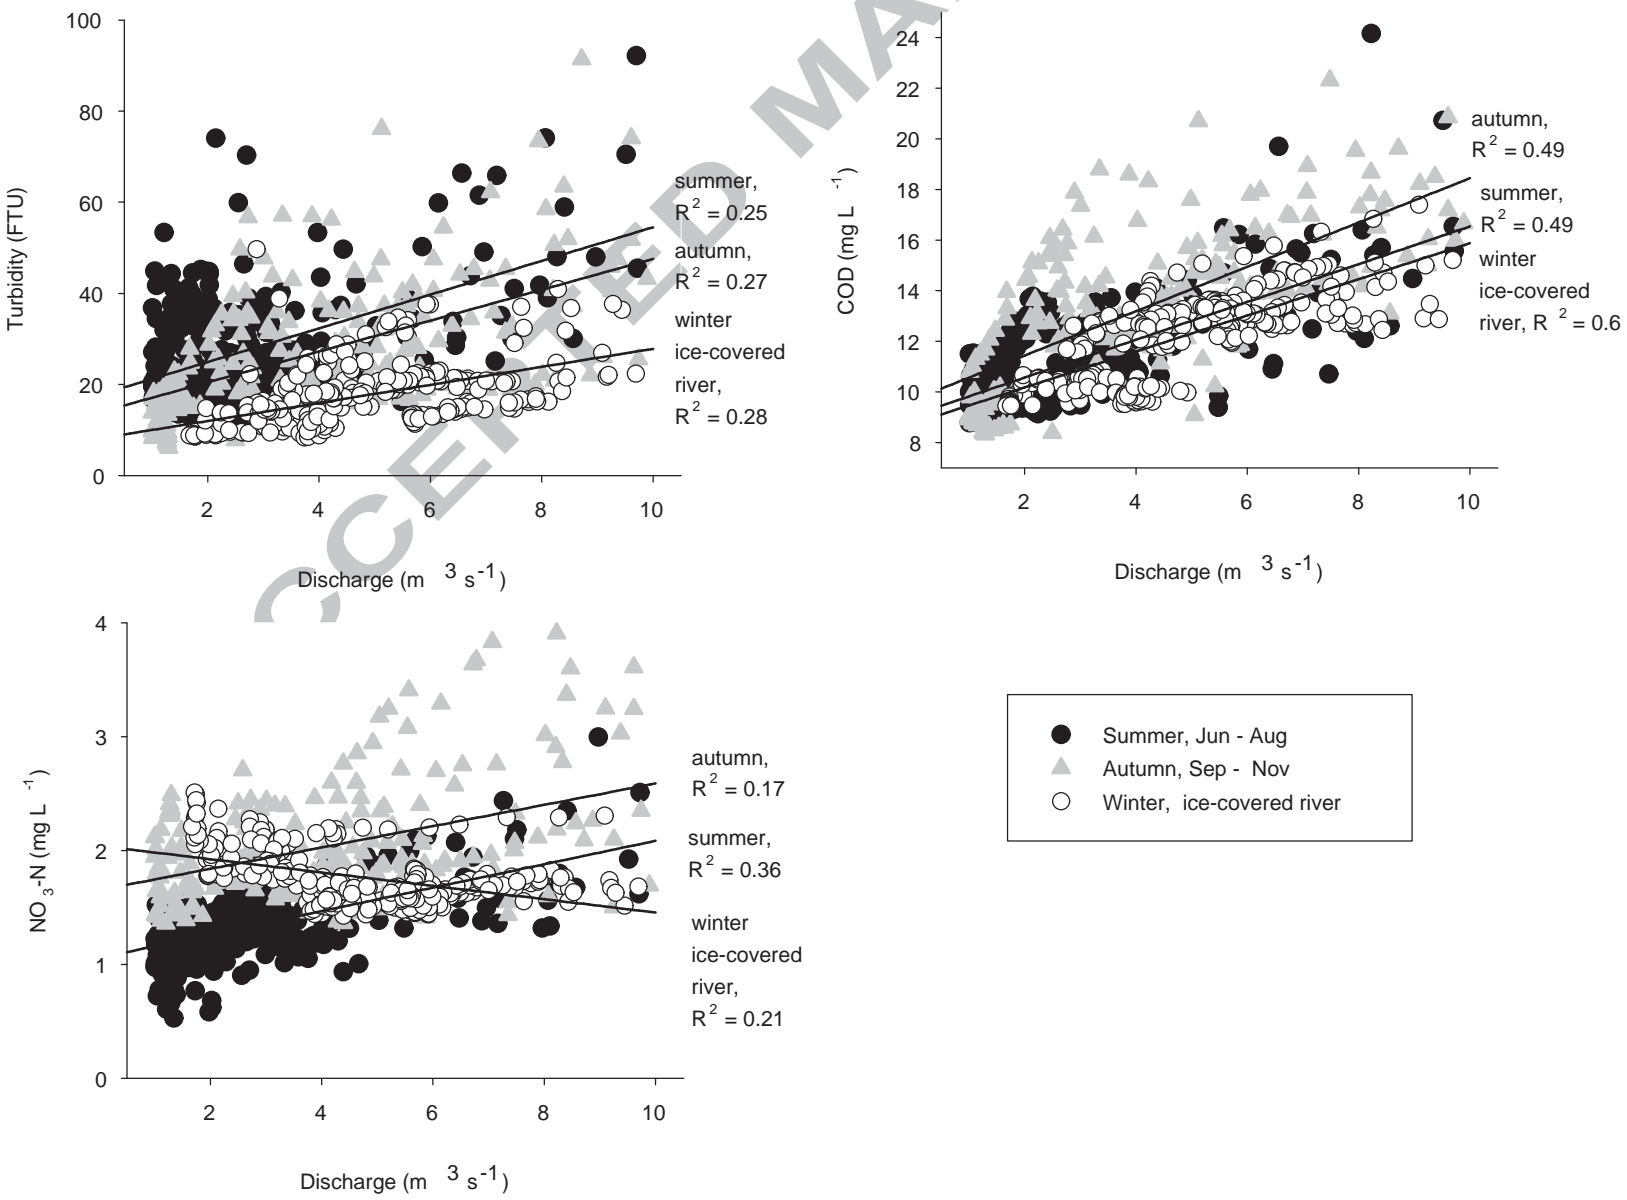 100
80
60
40
20
0
Turbidity (FTU)
2 4 6 8 10
Discharge (m 3 s-1)
summer,
R2 = 0.25
autumn,
R2 = 0.27
winter
ice-covered
river,
R2 = 0.28
24
22
20
18
16
14
12
10
8
COD (mg L -1)
2 4 6 8 10
Discharge (m 3 s-1)
autumn,
R2 = 0.49
summer,
R2 = 0.49
winter
ice-covered
river, R2 = 0.6
4
3
2
1
0
NO3-N (mg L -1)
2 4 6 8 10
Discharge (m 3 s-1)
autumn,
R2 = 0.17
summer,
R2 = 0.36
winter
ice-covered
river,
R2 = 0.21
Summer, Jun - Aug
Autumn, Sep - Nov
Winter, ice-covered river
CCEPTED MA